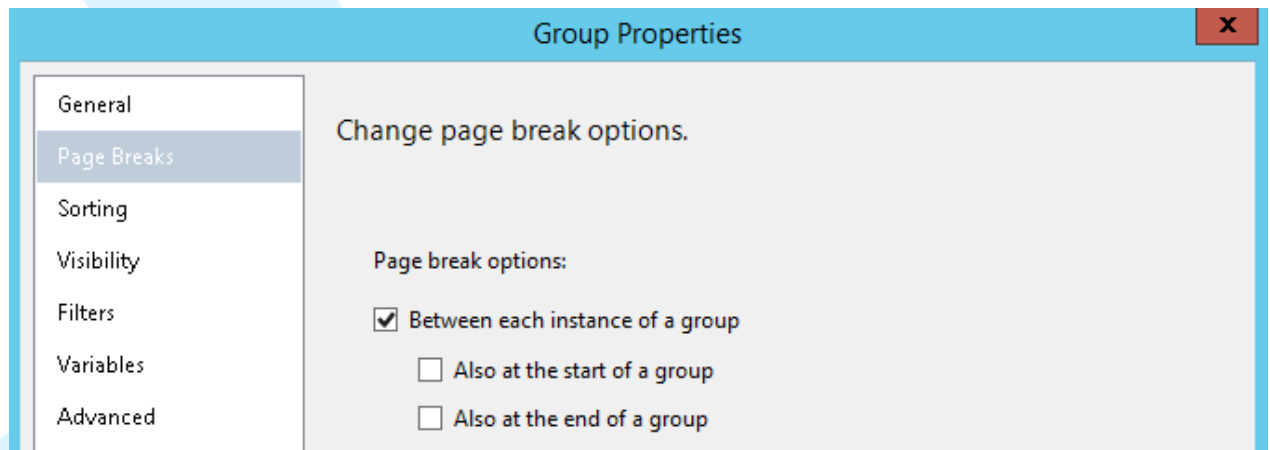 Group Properties
x
General
Page Breaks
Sorting
Visibility
Filters
Variables
Advanced
Change page break options.
Page break options:
Between each instance of a group
Also at the start of a group
Also at the end of a group